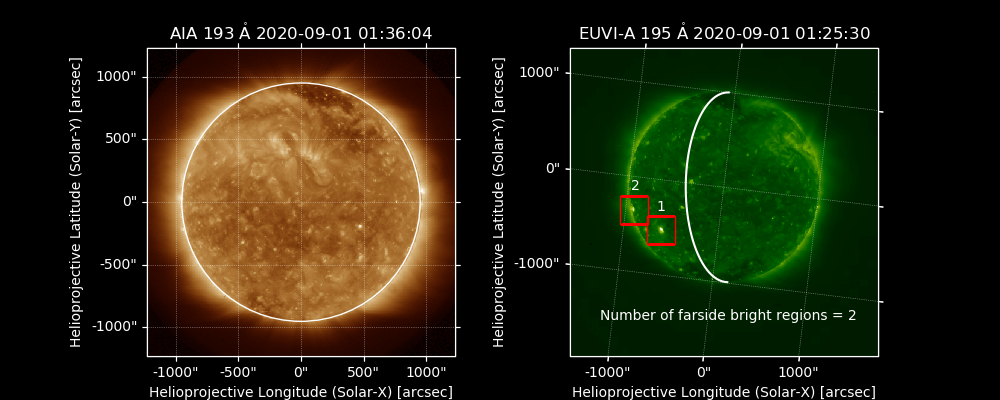 AIA 193 Å 2020-09-01 01:36:04
Helioprojective Latitude (Solar-Y) [arcsec]
1000"
500"
0"
-500"
-1000"
-1000" -500" 0" 500" 1000"
Helioprojective Longitude (Solar-X) [arcsec]
EUVI-A 195 Å 2020-09-01 01:25:30
Helioprojective Latitude (Solar-Y) [arcsec]
1000"
0"
-1000"
2
1
Number of farside bright regions = 2
-1000" 0" 1000"
Helioprojective Longitude (Solar-X) [arcsec]